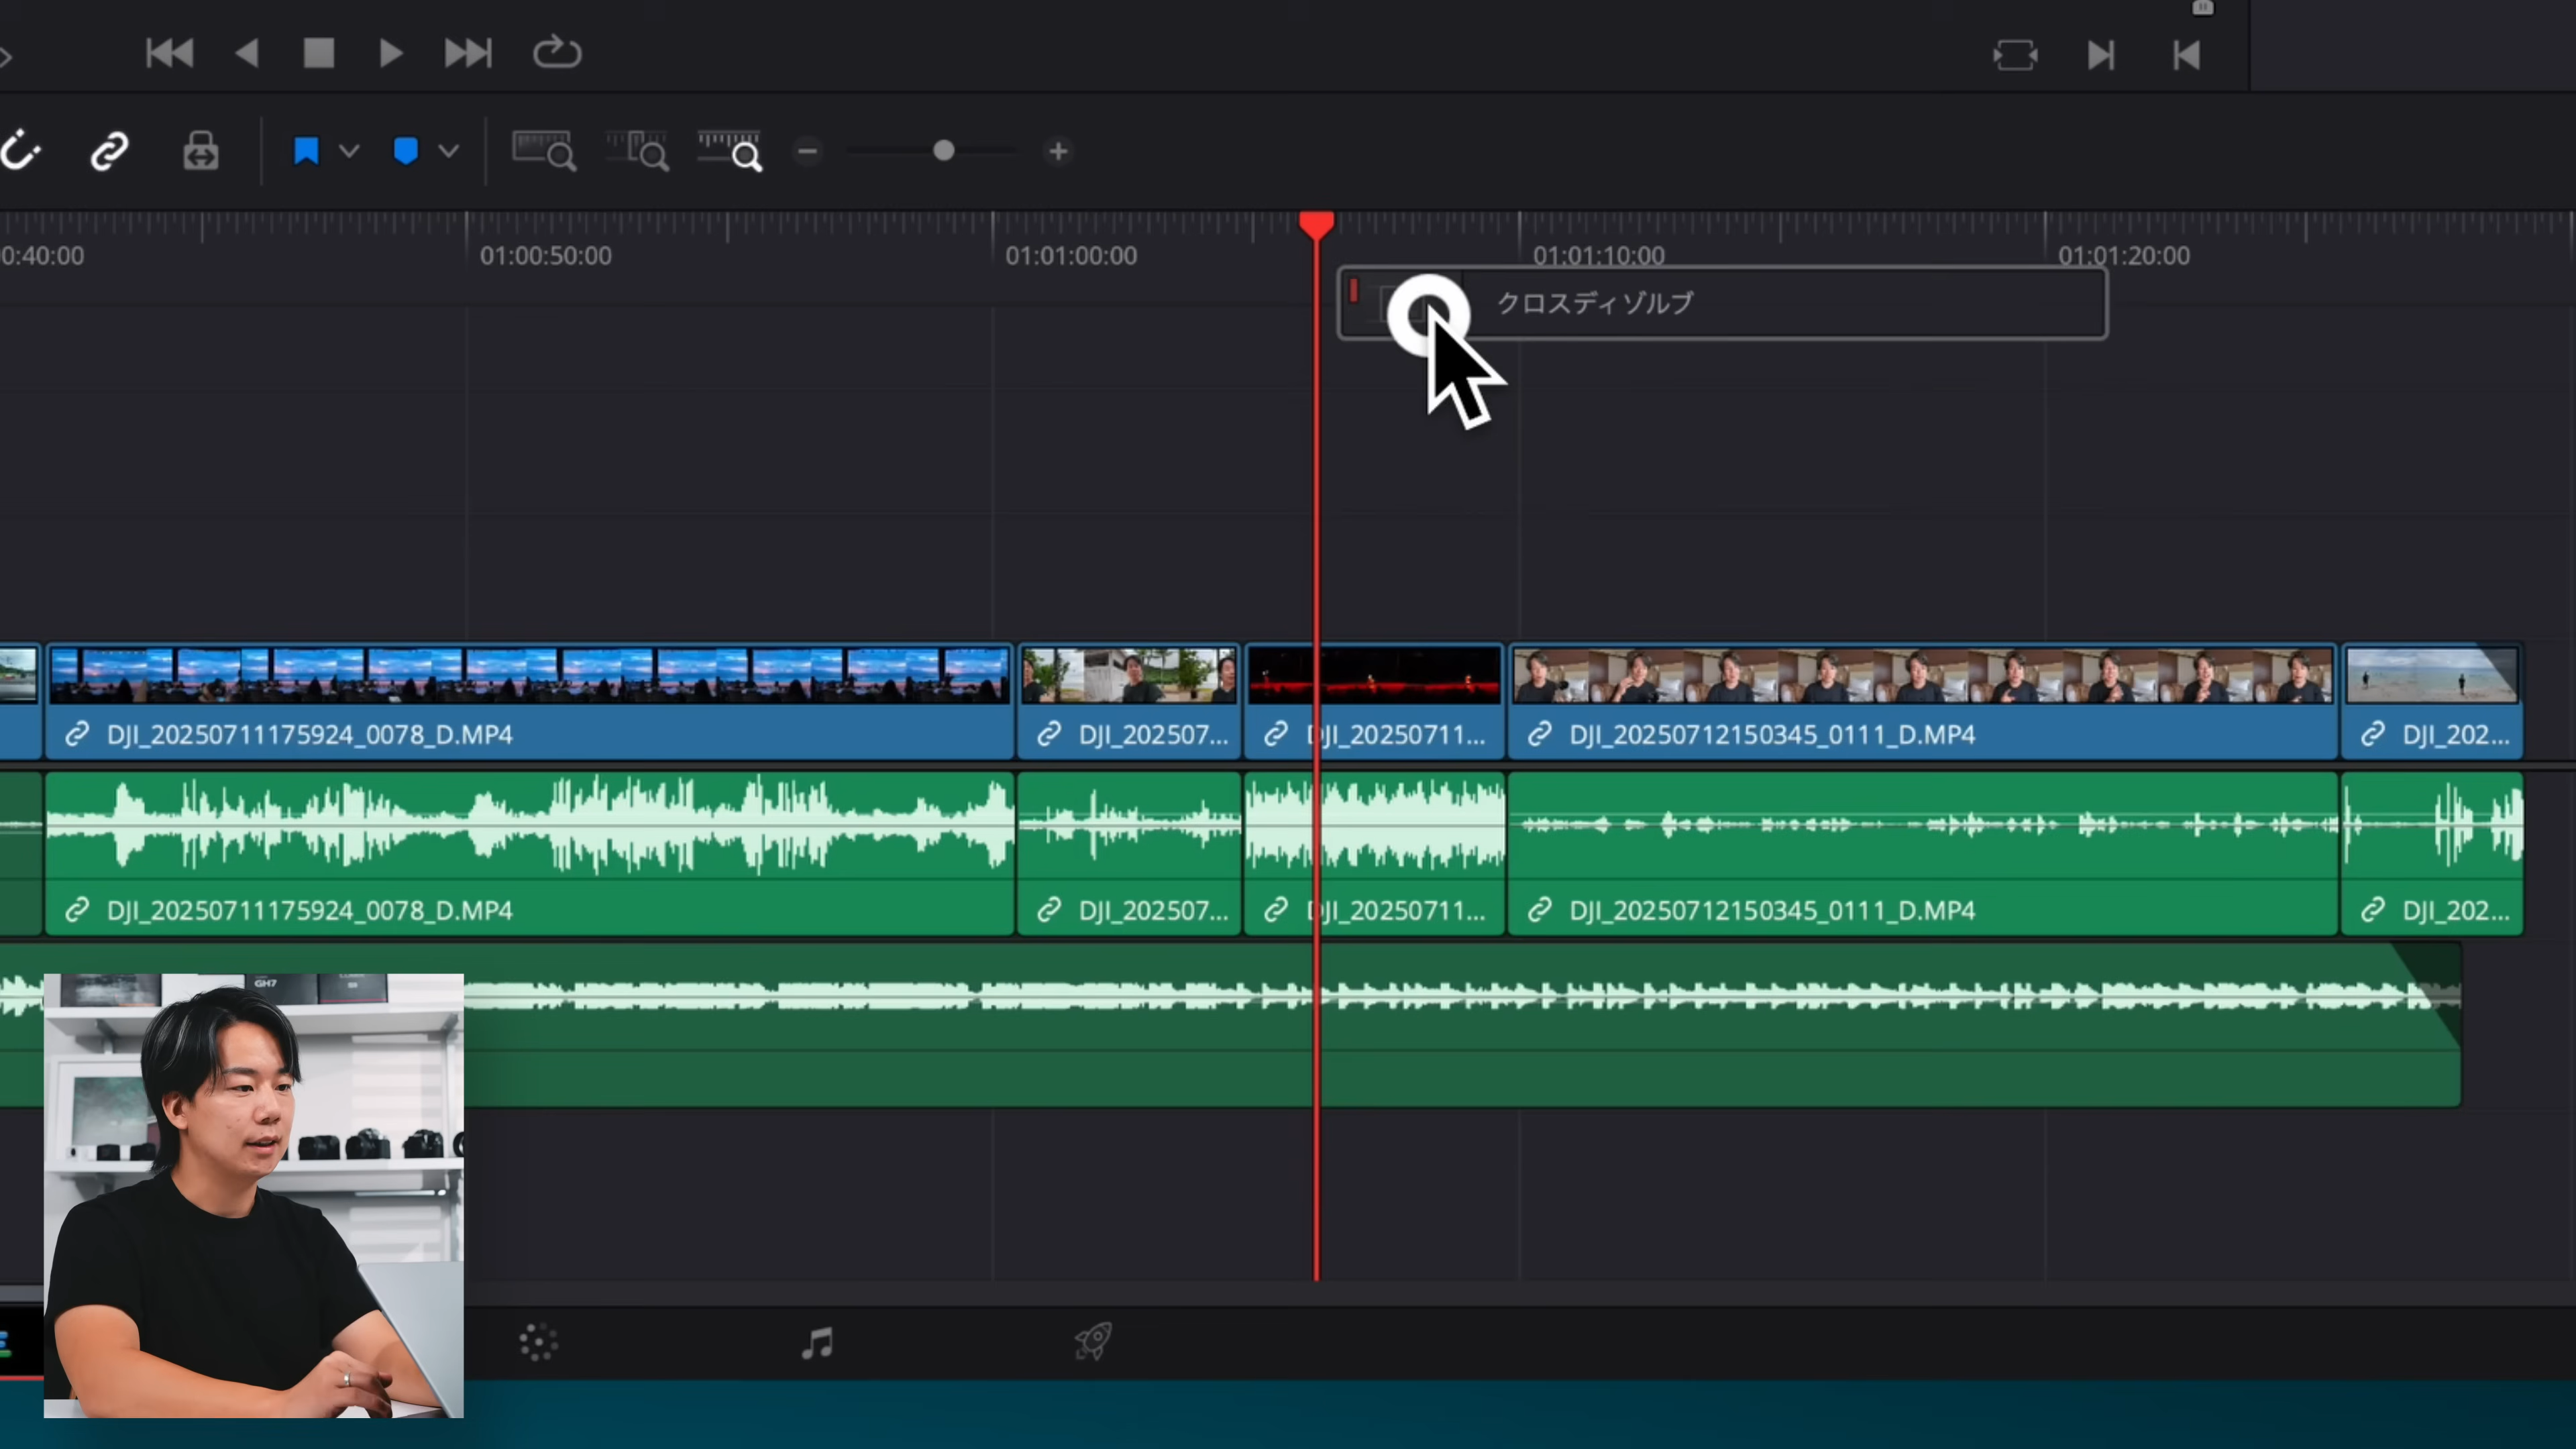 0:40:00
01:00:50:00
01:01:00:00
01:01:10:00
01:01:20:00
クロスディゾルブ
DJI_20250711175924_0078_D.MP4
DJI_202507...
DJI_20250711...
DJI_20250712150345_0111_D.MP4
DJI_202...
DJI_20250711175924_0078_D.MP4
DJI_202507...
DJI_20250711...
DJI_20250712150345_0111_D.MP4
DJI_202...
GH7